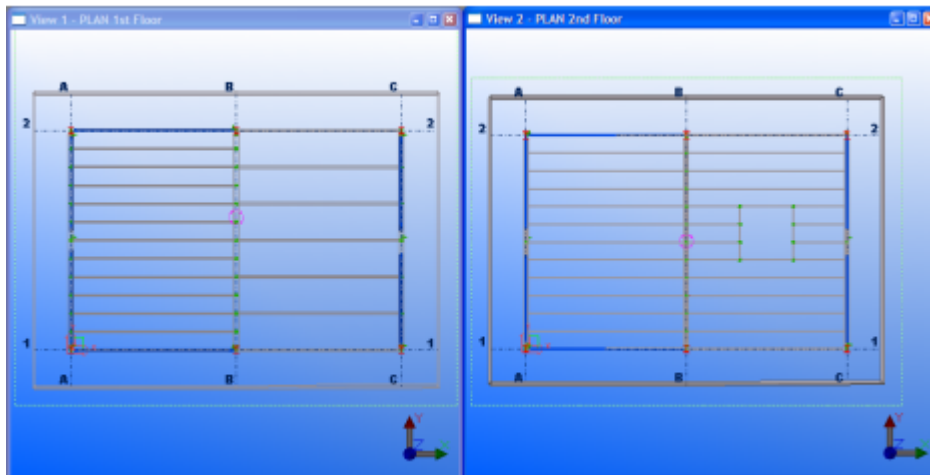 View 1 - PLAN 1st Floor
A B C
2 2
1 1
A B C
Y
Z X
View 2 - PLAN 2nd Floor
A B C
2 2
1 1
A B C
Y
Z X